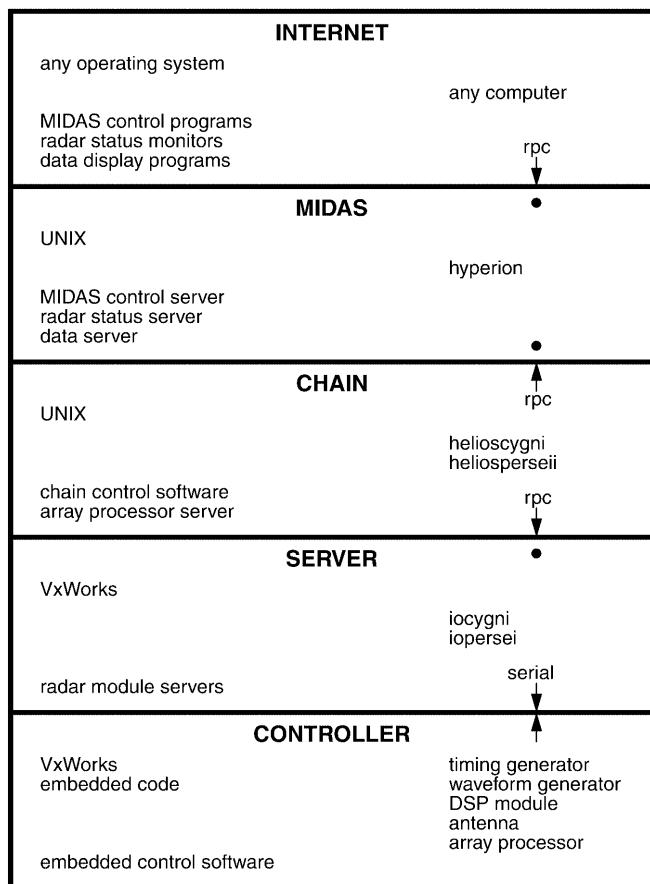 INTERNET
any operating system
any computer
MIDAS control programs
radar status monitors
data display programs
rpc
MIDAS
UNIX
hyperion
MIDAS control server
radar status server
data server
CHAIN
rpc
UNIX
helioscygni
heliosperseii
chain control software
array processor server
rpc
SERVER
VxWorks
iocygni
iopersei
radar module servers
serial
CONTROLLER
VxWorks
embedded code
timing generator
waveform generator
DSP module
antenna
array processor
embedded control software